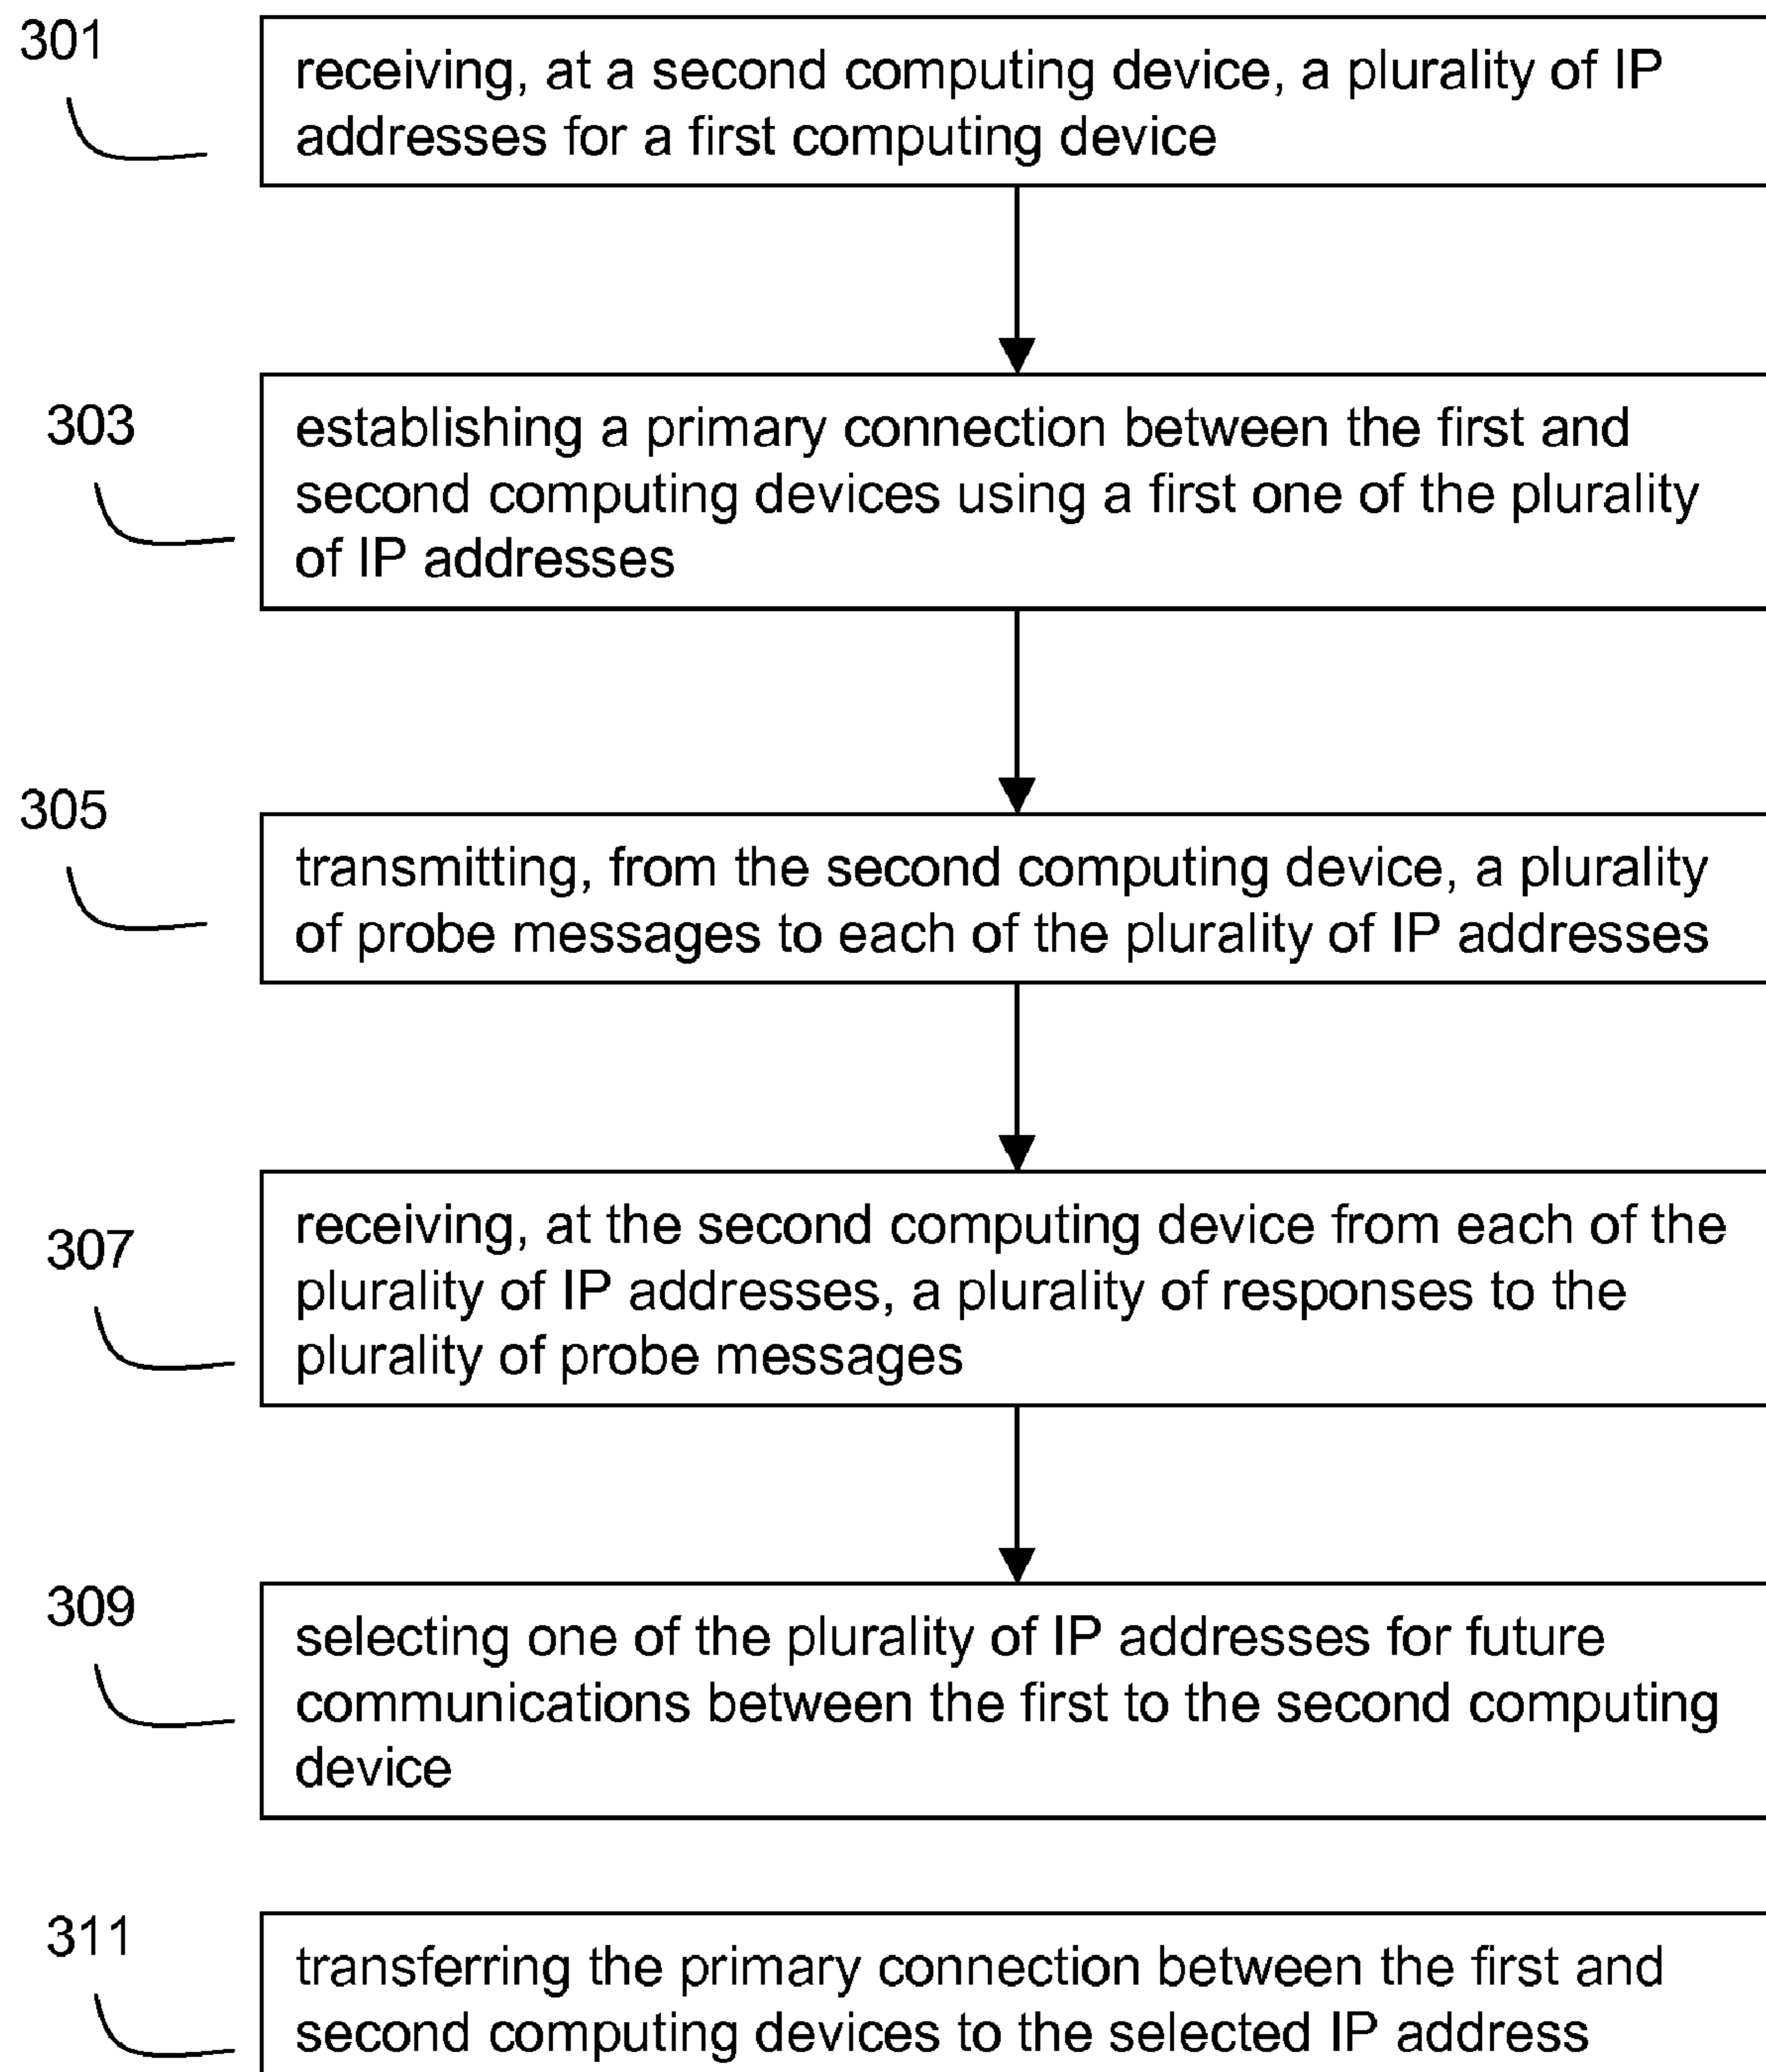 301
receiving, at a second computing device, a plurality of IP
addresses for a first computing device
303
establishing a primary connection between the first and
second computing devices using a first one of the plurality
of IP addresses
305
transmitting, from the second computing device, a plurality
of probe messages to each of the plurality of IP addresses
307
receiving, at the second computing device from each of the
plurality of IP addresses, a plurality of responses to the
plurality of probe messages
309
selecting one of the plurality of IP addresses for future
communications between the first to the second computing
device
311
transferring the primary connection between the first and
second computing devices to the selected IP address